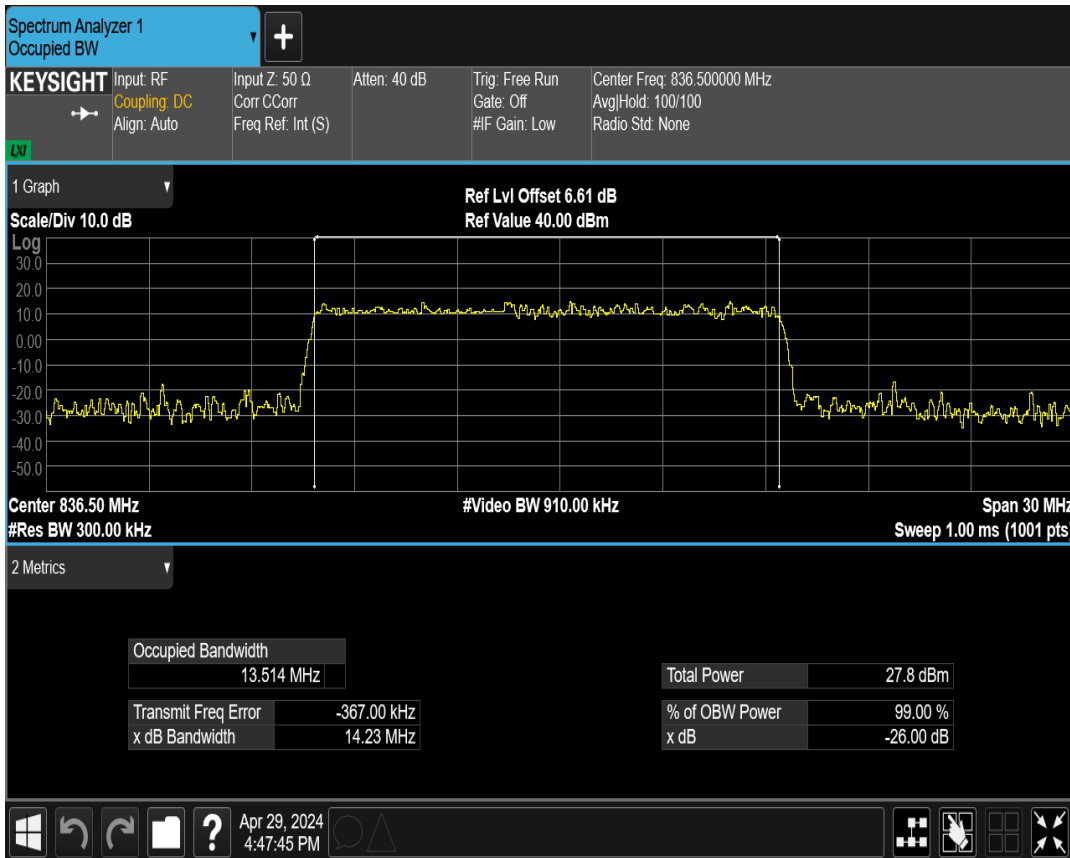 Spectrum Analyzer 1
Occupied BW
+
KEYSIGHT
LXI
Input: RF
Coupling: DC
Align: Auto
Input Z: 50 Ω
Corr CCorr
Freq Ref: Int (S)
Atten: 40 dB
Trig: Free Run
Gate: Off
#IF Gain: Low
Center Freq: 836.500000 MHz
Avg|Hold: 100/100
Radio Std: None
1 Graph
Scale/Div 10.0 dB
Ref Lvl Offset 6.61 dB
Ref Value 40.00 dBm
Log
30.0
20.0
10.0
0.00
-10.0
-20.0
-30.0
-40.0
-50.0
Center 836.50 MHz
#Res BW 300.00 kHz
#Video BW 910.00 kHz
Span 30 MHz
Sweep 1.00 ms (1001 pts)
2 Metrics
Occupied Bandwidth
13.514 MHz
Transmit Freq Error -367.00 kHz
x dB Bandwidth 14.23 MHz
Total Power 27.8 dBm
% of OBW Power 99.00 %
x dB -26.00 dB
?
Apr 29, 2024
4:47:45 PM